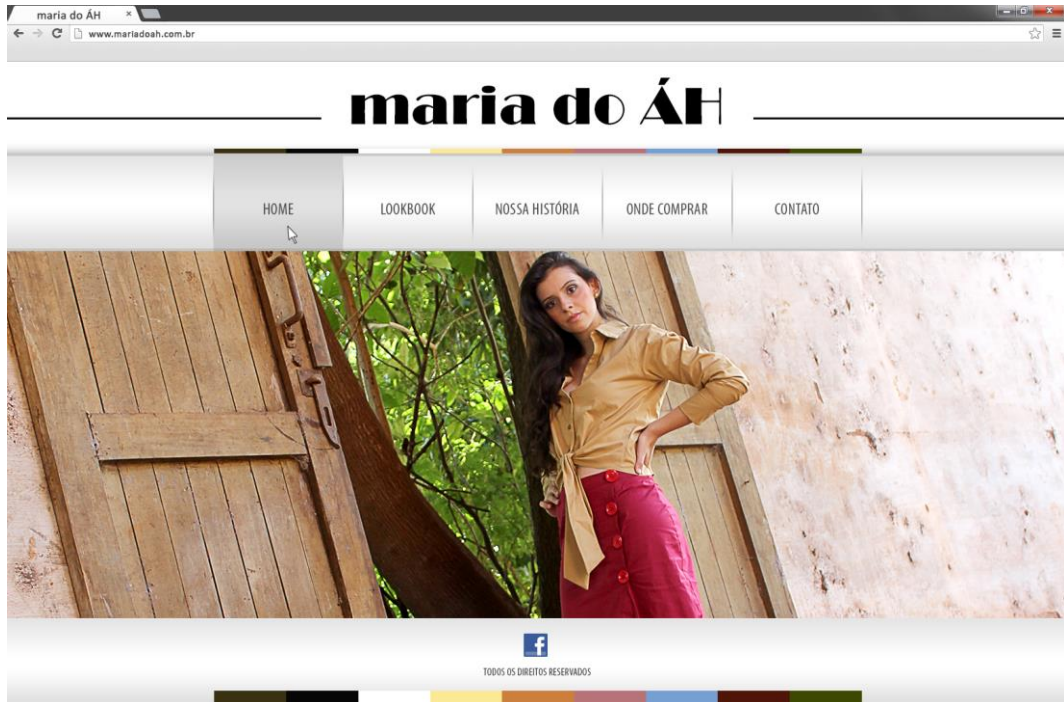 maria do ÁH
www.mariadoah.com.br
maria do ÁH
HOME LOOKBOOK NOSSA HISTÓRIA ONDE COMPRAR CONTATO
TODOS OS DIREITOS RESERVADOS